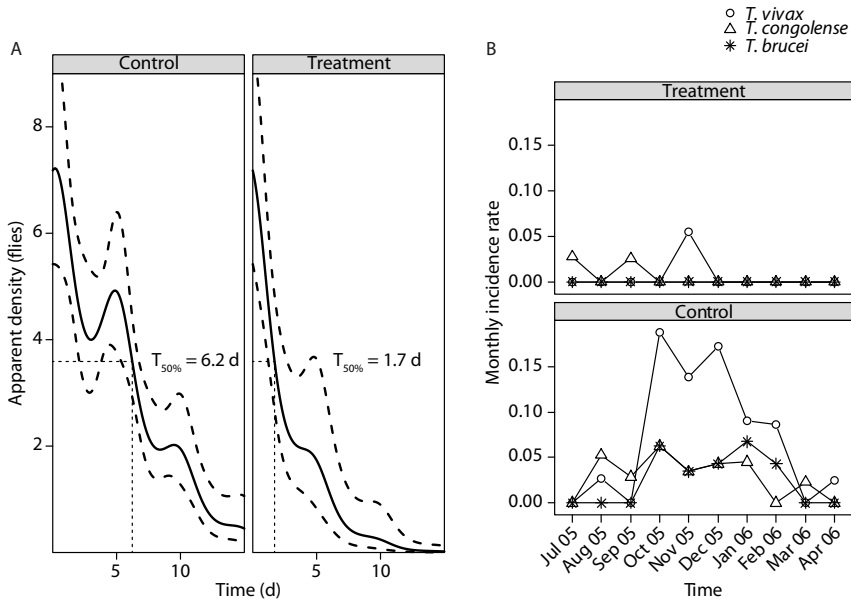 A
Control
Treatment
8
6
4
2
Apparent density (flies)
T50% = 6.2 d
T50% = 1.7 d
5
10
5
10
Time (d)
T. vivax
T. congolense
T. brucei
B
Treatment
0.15
0.10
0.05
0.00
Control
0.15
0.10
0.05
0.00
Monthly incidence rate
Jul 05
Aug 05
Sep 05
Oct 05
Nov 05
Dec 05
Jan 06
Feb 06
Mar 06
Apr 06
Time